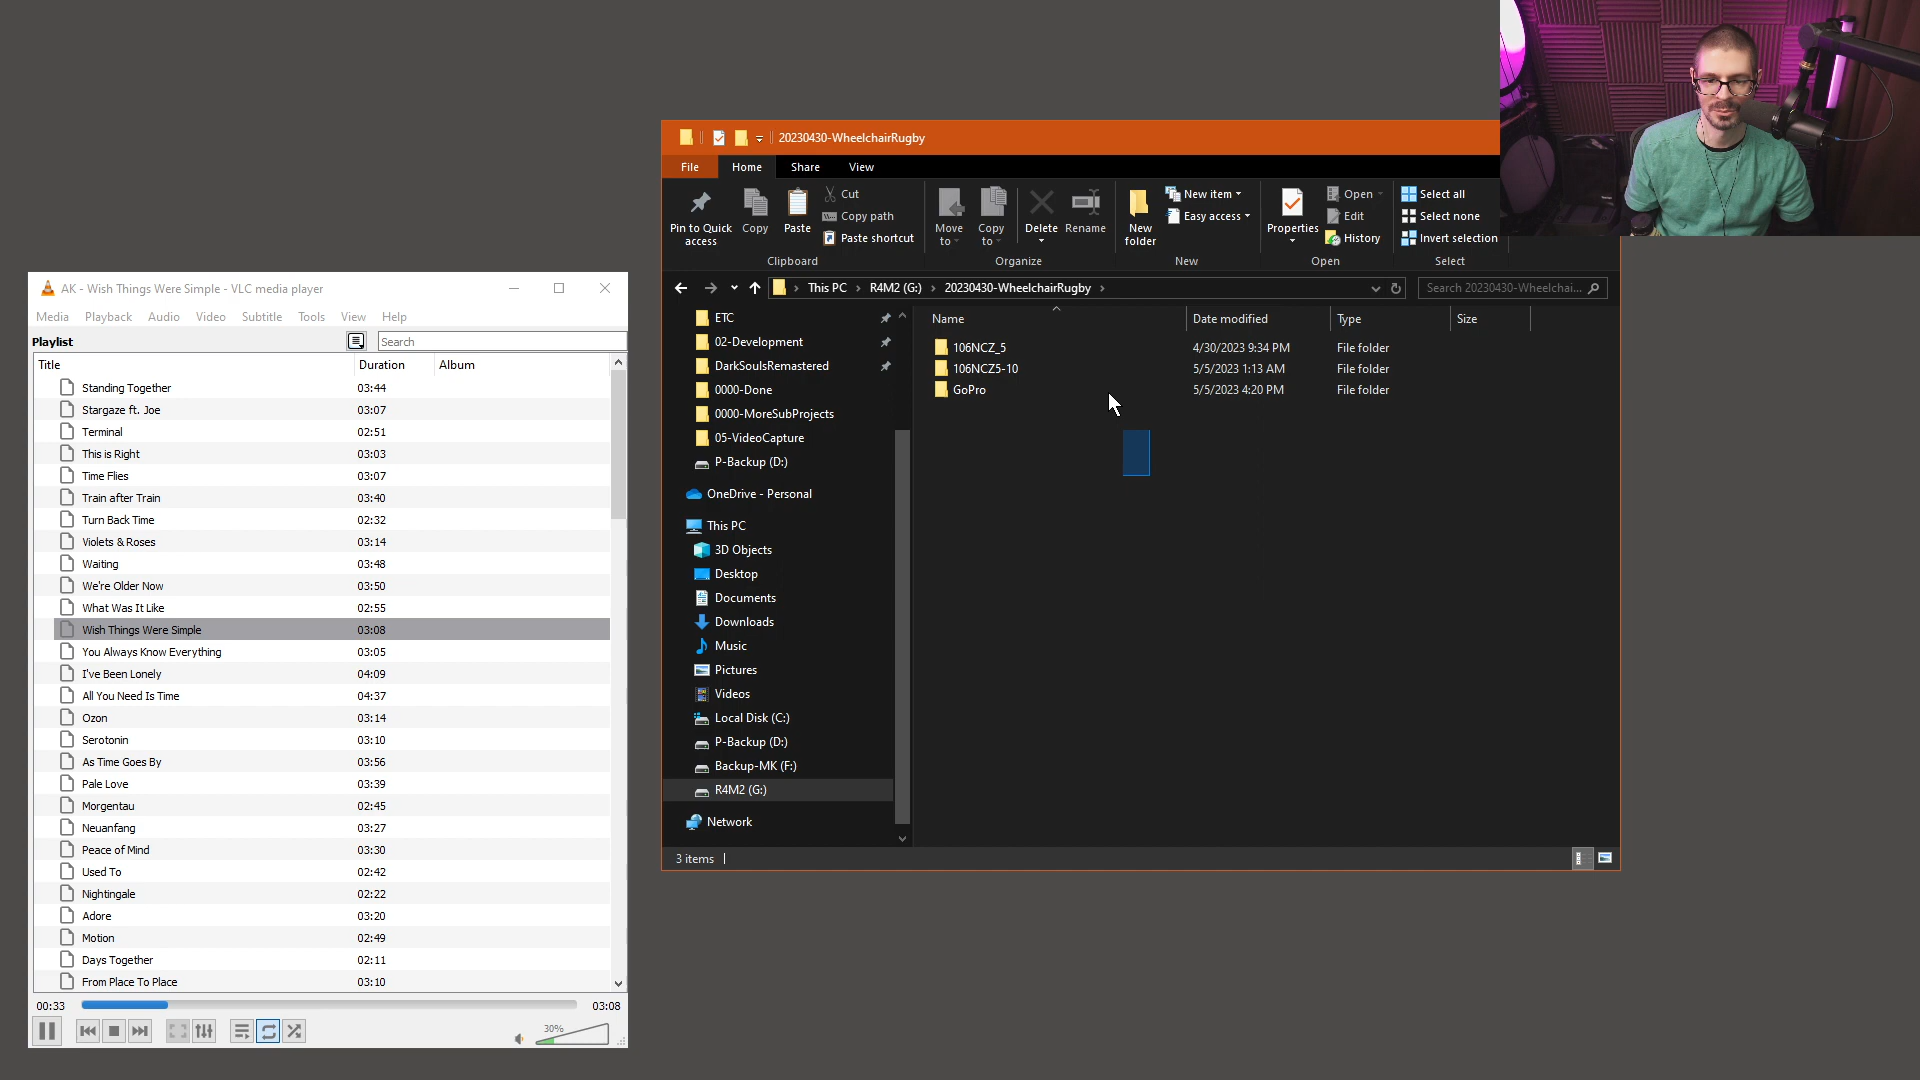 AK - Wish Things Were Simple - VLC media player
Media Playback Audio Video Subtitle Tools View Help
Playlist
Search
Title Duration Album
Standing Together 03:44
Stargaze ft. Joe 03:07
Terminal 02:51
This is Right 03:03
Time Flies 03:07
Train after Train 03:40
Turn Back Time 02:32
Violets & Roses 03:14
Waiting 03:48
We're Older Now 03:50
What Was It Like 02:55
Wish Things Were Simple 03:08
You Always Know Everything 03:05
I've Been Lonely 04:09
All You Need Is Time 04:37
Ozon 03:14
Serotonin 03:10
As Time Goes By 03:56
Pale Love 03:39
Morgentau 02:45
Neuanfang 03:27
Peace of Mind 03:30
Used To 02:42
Nightingale 02:22
Adore 03:20
Motion 02:49
Days Together 02:11
From Place To Place 03:10
00:33 03:08
30%
20230430-WheelchairRugby
File Home Share View
Pin to Quick access
Copy
Paste
Cut
Copy path
Paste shortcut
Clipboard
Move to
Copy to
Delete
Rename
Organize
New folder
New item
Easy access
New
Properties
Open
Edit
History
Open
Select all
Select none
Invert selection
Select
This PC R4M2 (G:) 20230430-WheelchairRugby
Search 20230430-Wheelchai...
ETC
02-Development
DarkSoulsRemastered
0000-Done
0000-MoreSubProjects
05-VideoCapture
P-Backup (D:)
OneDrive - Personal
This PC
3D Objects
Desktop
Documents
Downloads
Music
Pictures
Videos
Local Disk (C:)
P-Backup (D:)
Backup-MK (F:)
R4M2 (G:)
Network
Name Date modified Type Size
106NCZ_5 4/30/2023 9:34 PM File folder
106NCZ5-10 5/5/2023 1:13 AM File folder
GoPro 5/5/2023 4:20 PM File folder
3 items